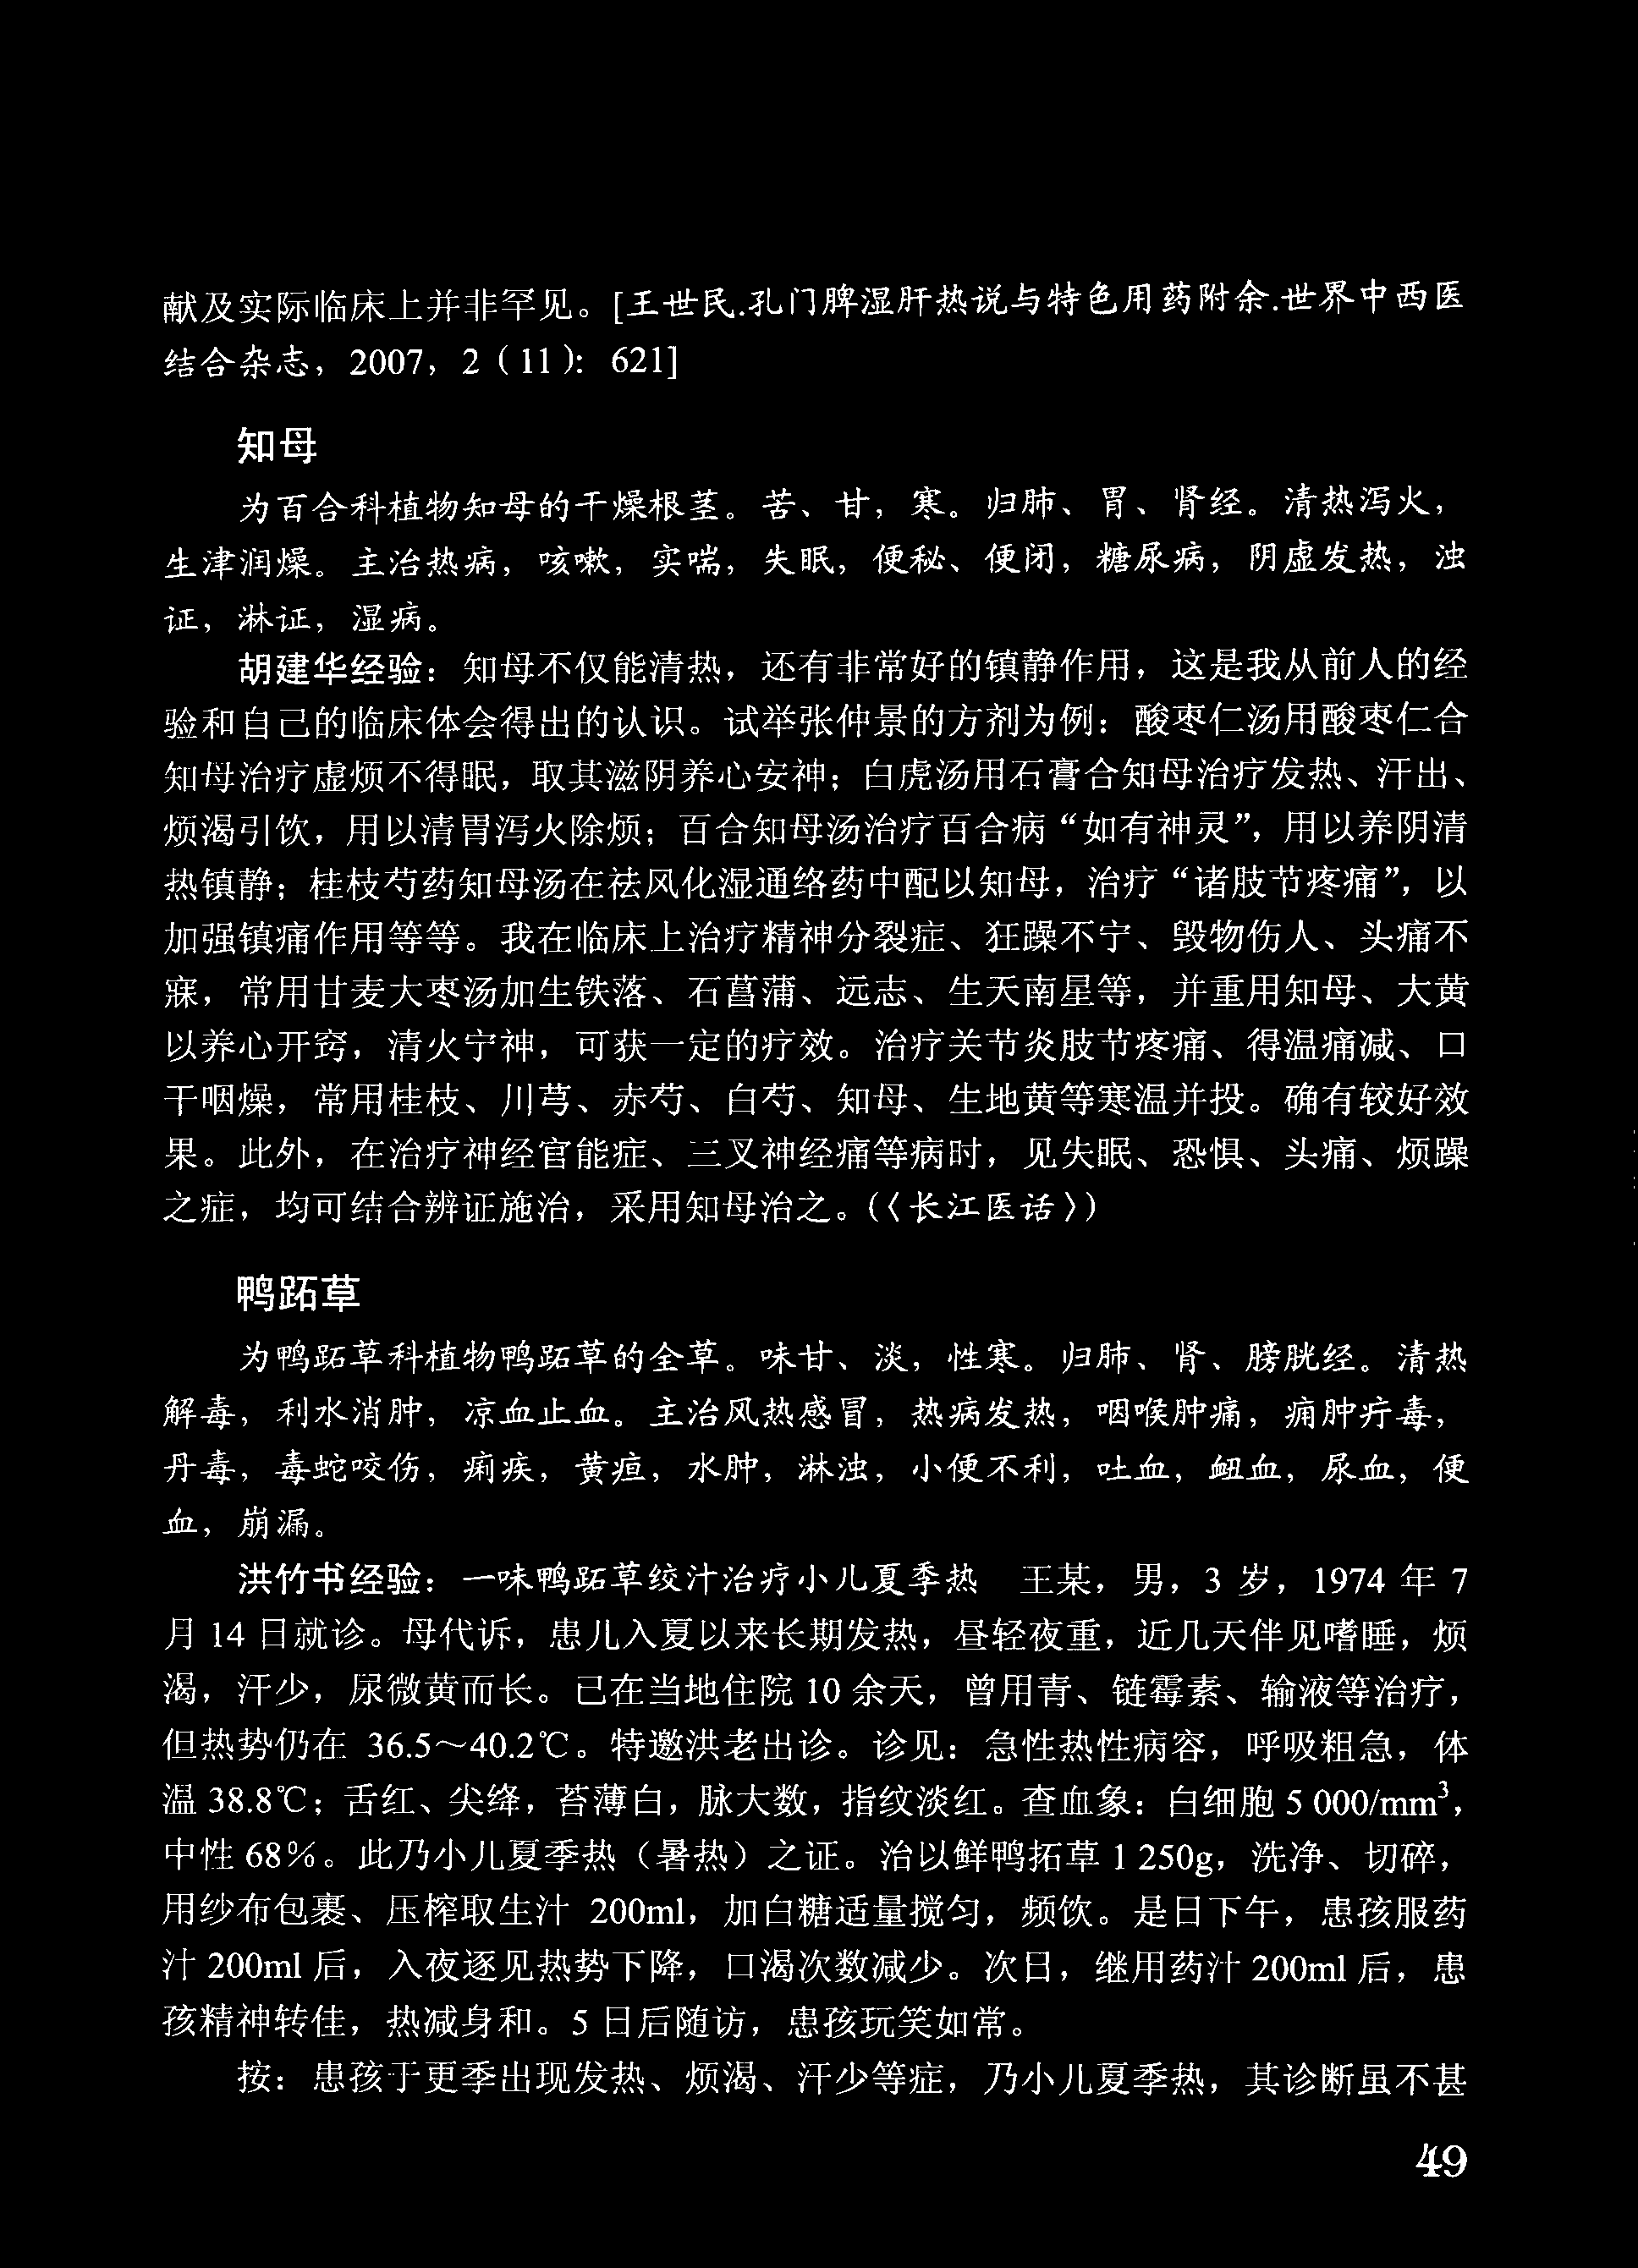 献及实际临床上并非罕见。[王世民.孔门脾湿肝热说与特色用药附余.世界中西医
结合杂志，2007，2（11）：621]
知母
为百合科植物知母的干燥根茎。苦、甘，寒。归肺、胃、肾经。清热泻火，
生津润燥。主治热病，咳嗽，实喘，失眠，便秘、便闭，糖尿病，阴虚发热，浊
证，淋证，湿病。
胡建华经验：知母不仅能清热，还有非常好的镇静作用，这是我从前人的经
验和自己的临床体会得出的认识。试举张仲景的方剂为例：酸枣仁汤用酸枣仁合
知母治疗虚烦不得眠，取其滋阴养心安神；白虎汤用石膏合知母治疗发热、汗出、
烦渴引饮，用以清胃泻火除烦；百合知母汤治疗百合病“如有神灵”，用以养阴清
热镇静；桂枝芍药知母汤在祛风化湿通络药中配以知母，治疗“诸肢节疼痛”，以
加强镇痛作用等等。我在临床上治疗精神分裂症、狂躁不宁、毁物伤人、头痛不
寐，常用甘麦大枣汤加生铁落、石菖蒲、远志、生天南星等，并重用知母、大黄
以养心开窍，清火宁神，可获一定的疗效。治疗关节炎肢节疼痛、得温痛减、口
干咽燥，常用桂枝、川芎、赤芍、白芍、知母、生地黄等寒温并投。确有较好效
果。此外，在治疗神经官能症、三叉神经痛等病时，见失眠、恐惧、头痛、烦躁
之症，均可结合辨证施治，采用知母治之。（〈长江医话〉）
鸭跖草
为鸭跖草科植物鸭跖草的全草。味甘、淡，性寒。归肺、肾、膀胱经。清热
解毒，利水消肿，凉血止血。主治风热感冒，热病发热，咽喉肿痛，痈肿疔毒，
丹毒，毒蛇咬伤，痢疾，黄疸，水肿，淋浊，小便不利，吐血，衄血，尿血，便
血，崩漏。
洪竹书经验：一味鸭跖草绞汁治疗小儿夏季热　王某，男，3 岁，1974 年 7
月 14 日就诊。母代诉，患儿入夏以来长期发热，昼轻夜重，近几天伴见嗜睡，烦
渴，汗少，尿微黄而长。已在当地住院 10 余天，曾用青、链霉素、输液等治疗，
但热势仍在 36.5～40.2℃。特邀洪老出诊。诊见：急性热性病容，呼吸粗急，体
温 38.8℃；舌红、尖绛，苔薄白，脉大数，指纹淡红。查血象：白细胞 5 000/mm³，
中性 68%。此乃小儿夏季热（暑热）之证。治以鲜鸭拓草 1 250g，洗净、切碎，
用纱布包裹、压榨取生汁 200ml，加白糖适量搅匀，频饮。是日下午，患孩服药
汁 200ml 后，入夜逐见热势下降，口渴次数减少。次日，继用药汁 200ml 后，患
孩精神转佳，热减身和。5 日后随访，患孩玩笑如常。
按：患孩于更季出现发热、烦渴、汗少等症，乃小儿夏季热，其诊断虽不甚
49